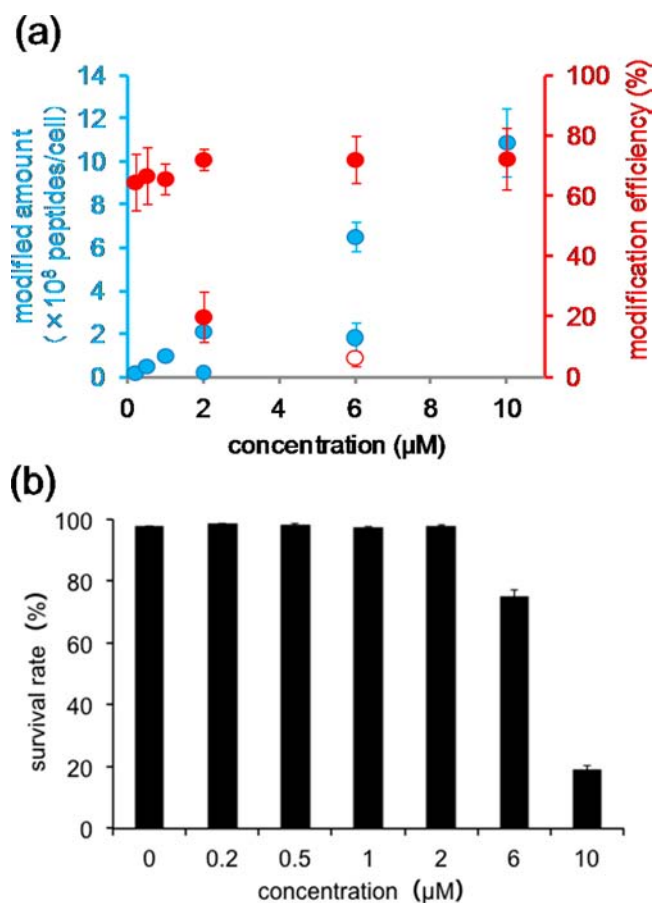 (a)
modified amount
(×10⁸ peptides/cell)
14
12
10
8
6
4
2
0
100
80
60
40
20
0
modification efficiency (%)
0 2 4 6 8 10
concentration (μM)
(b)
survival rate (%)
100
80
60
40
20
0
0 0.2 0.5 1 2 6 10
concentration (μM)